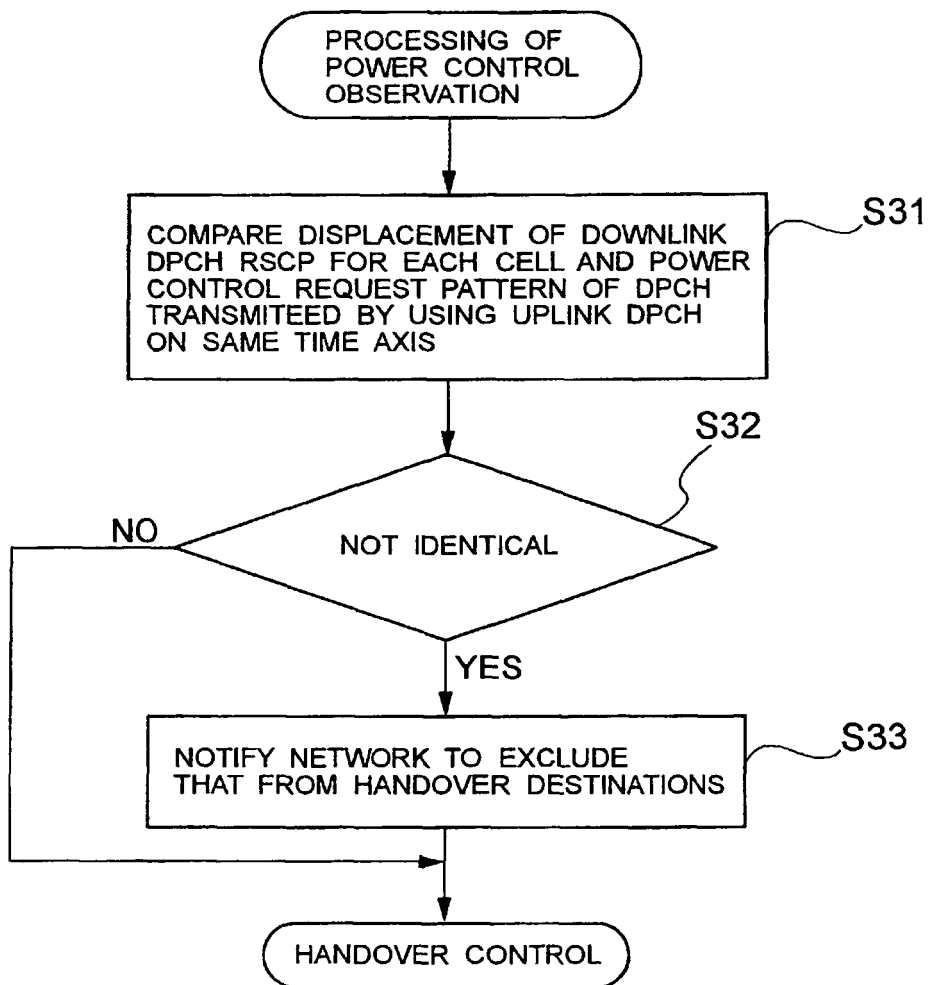 PROCESSING OF
POWER CONTROL
OBSERVATION
S31
COMPARE DISPLACEMENT OF DOWNLINK
DPCH RSCP FOR EACH CELL AND POWER
CONTROL REQUEST PATTERN OF DPCH
TRANSMITEED BY USING UPLINK DPCH
ON SAME TIME AXIS
S32
NO
NOT IDENTICAL
YES
S33
NOTIFY NETWORK TO EXCLUDE
THAT FROM HANDOVER DESTINATIONS
HANDOVER CONTROL